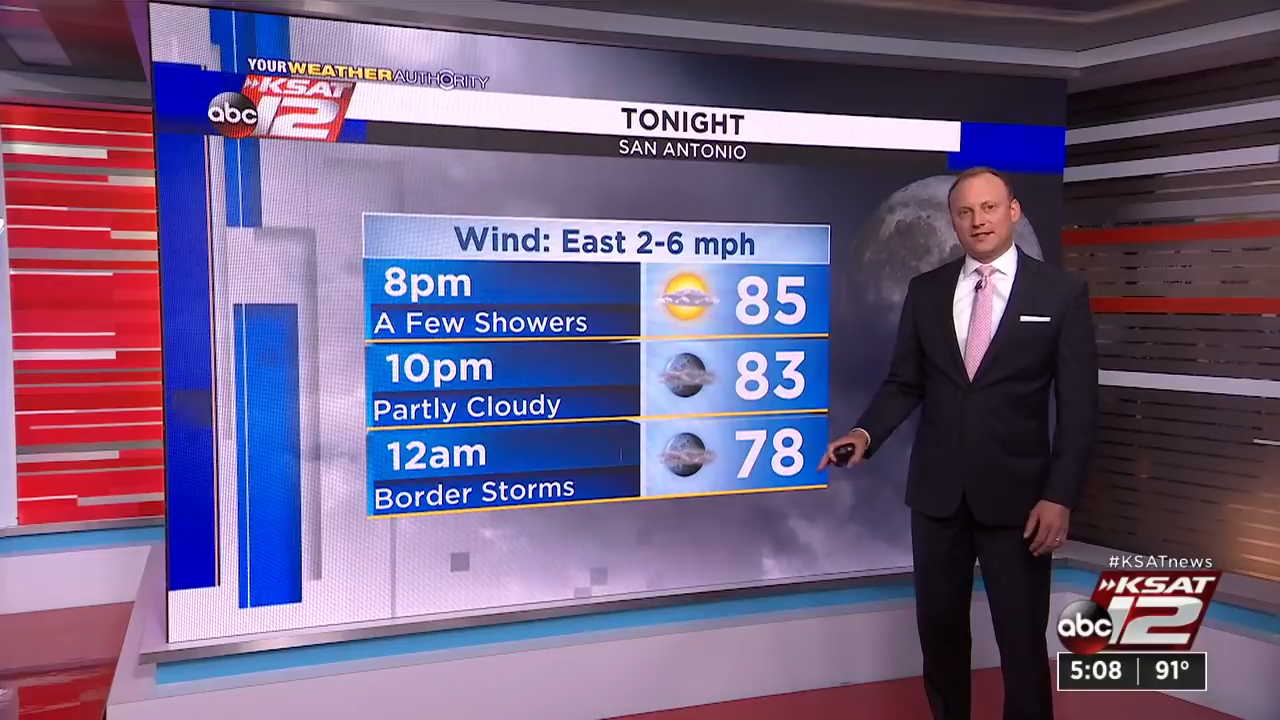 YOUR WEATHER AUTHORITY
KSAT
abc 12
TONIGHT
SAN ANTONIO
Wind: East 2-6 mph
8pm
A Few Showers
85
10pm
Partly Cloudy
83
12am
Border Storms
78
#KSATnews
KSAT
abc 12
5:08 91°